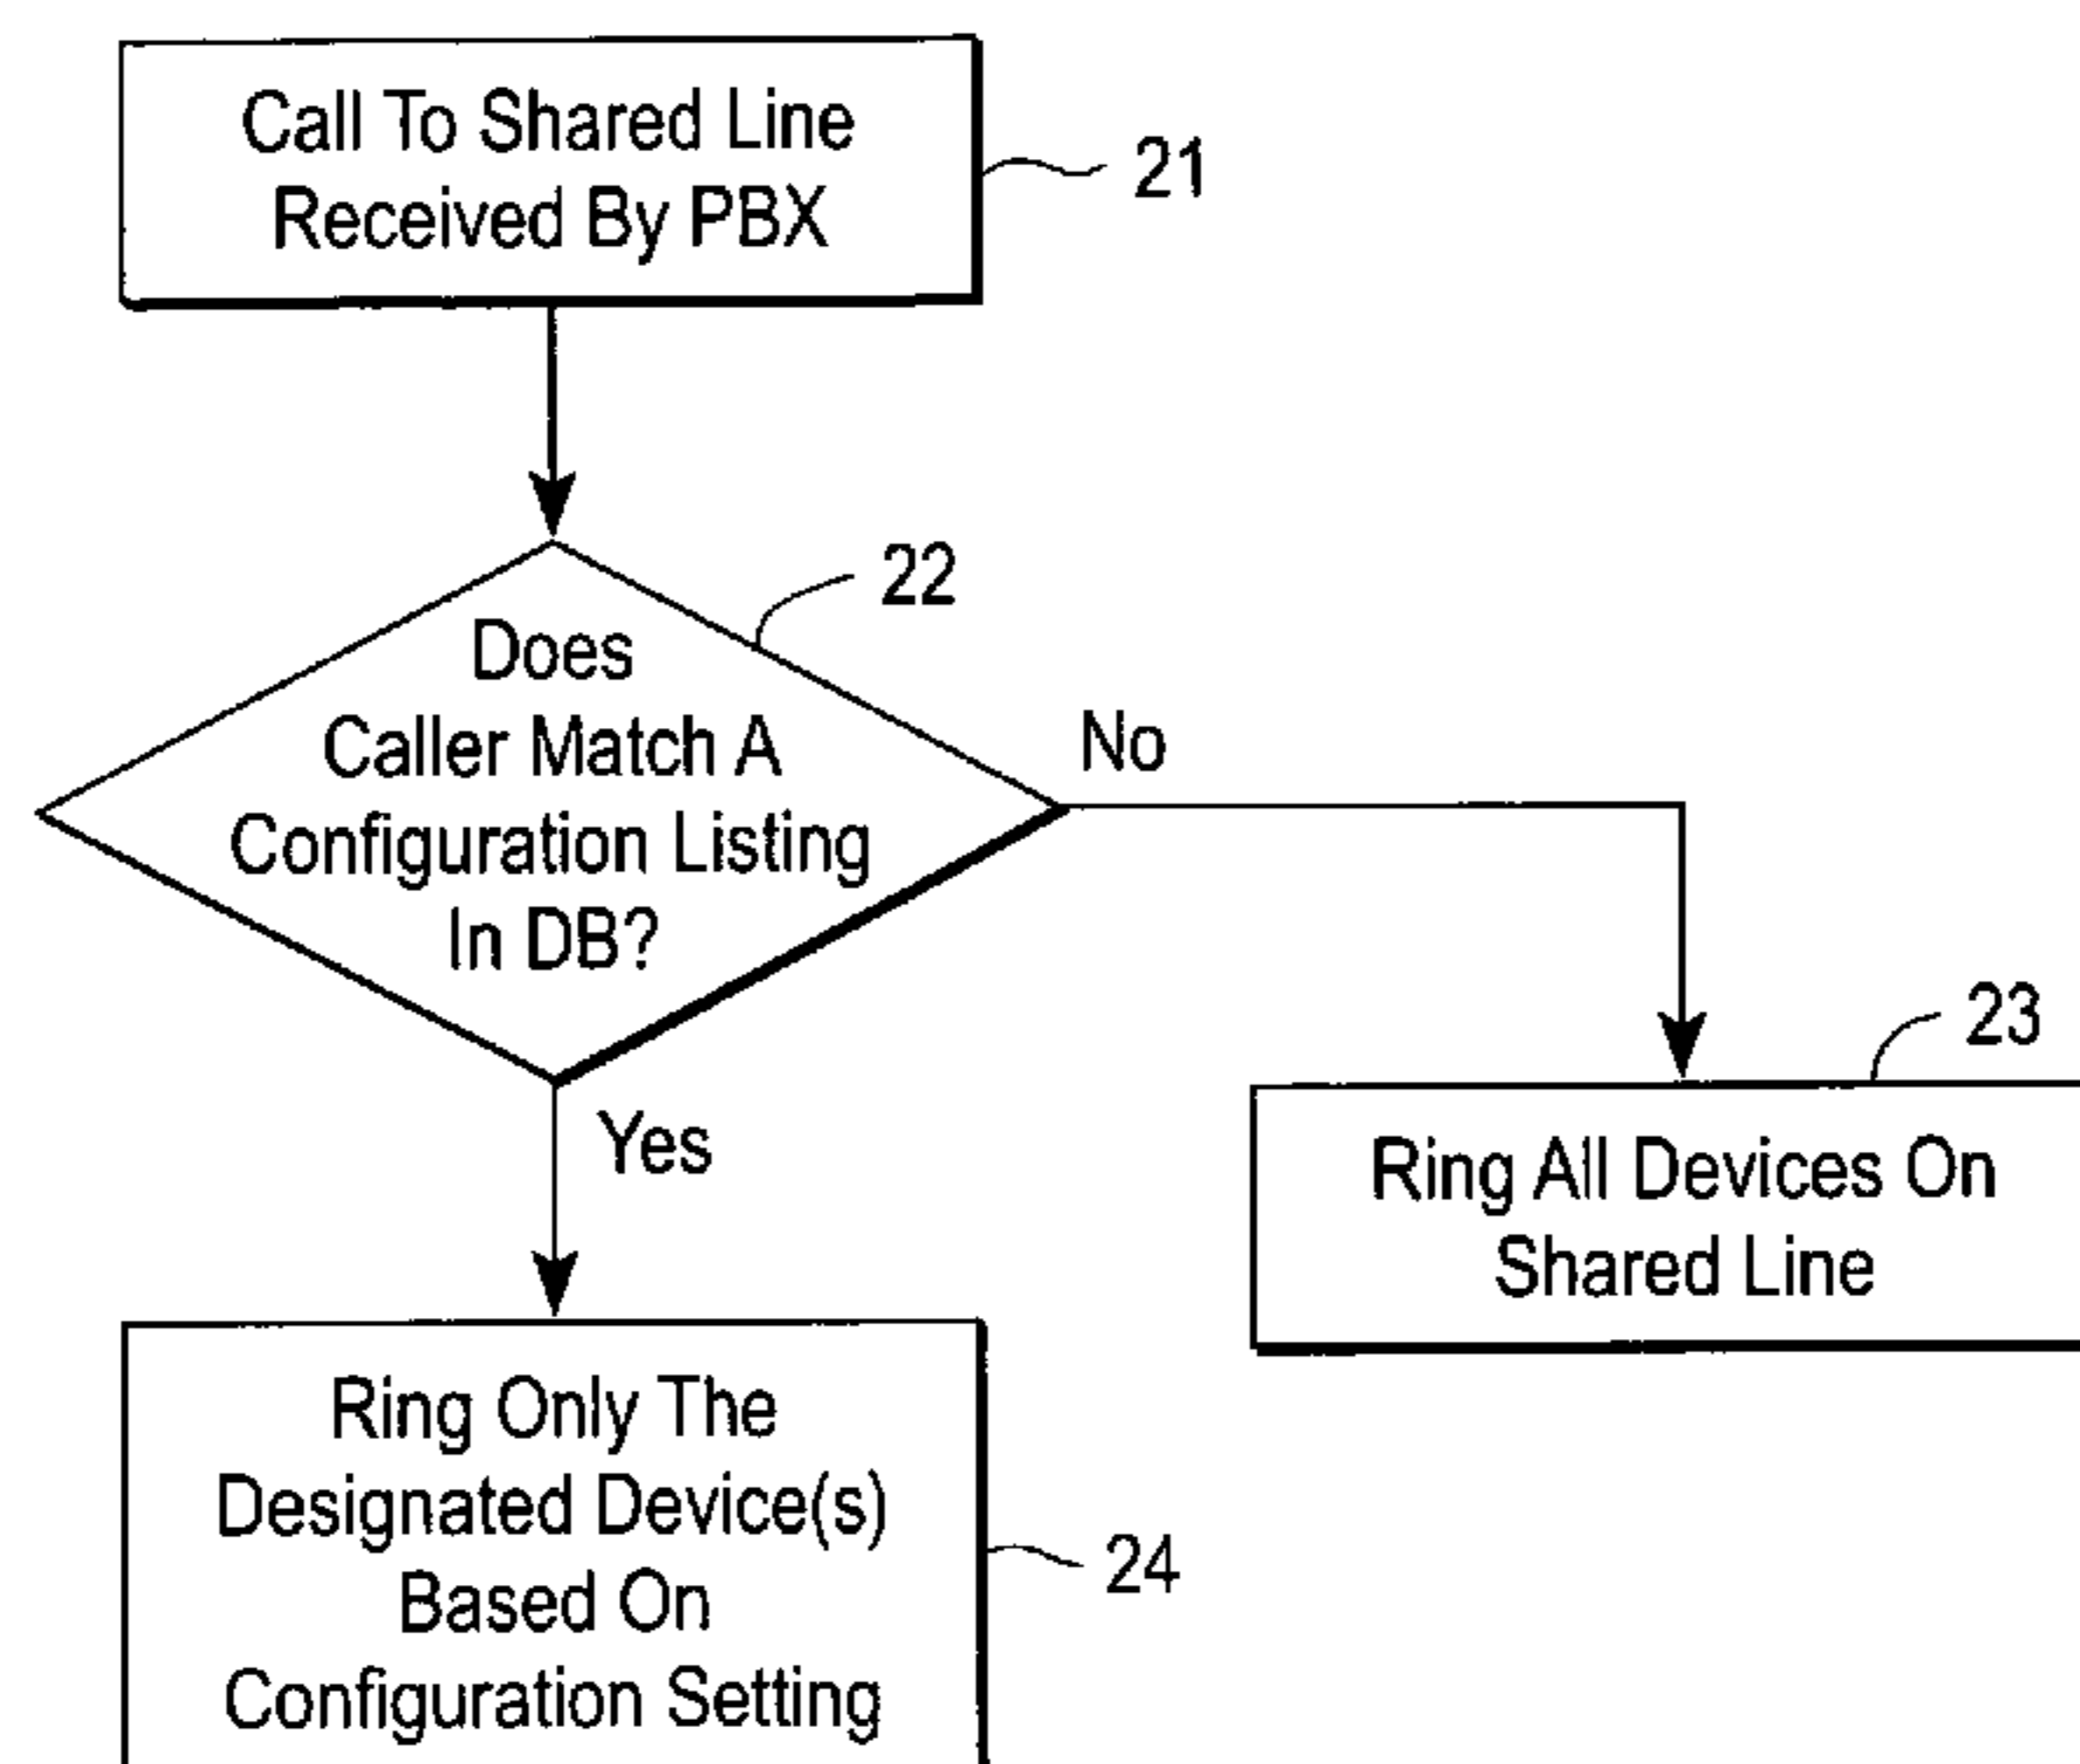 Call To Shared Line
Received By PBX
21
22
Does
Caller Match A
Configuration Listing
In DB?
No
Yes
23
Ring All Devices On
Shared Line
Ring Only The
Designated Device(s)
Based On
Configuration Setting
24